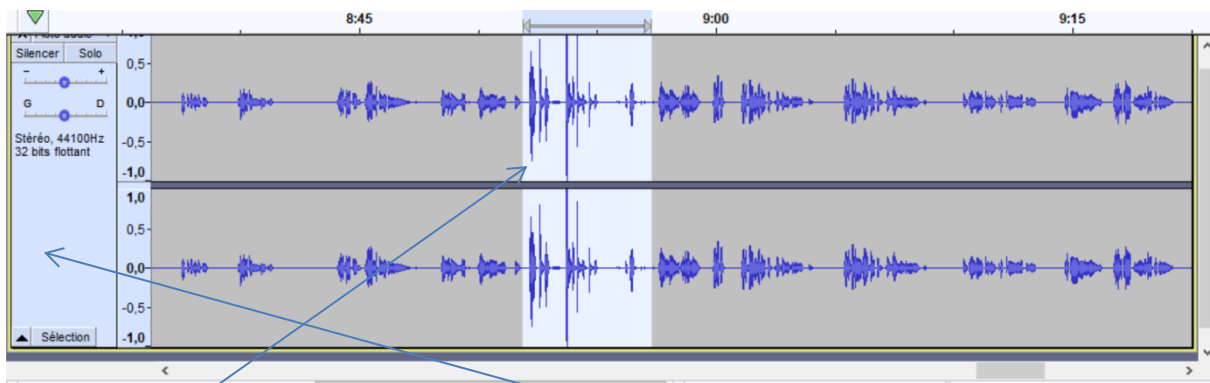 8:45 9:00 9:15
Silencer Solo
- +
G D
Stéréo, 44100Hz
32 bits flottant
0,5
0,0
-0,5
-1,0
1,0
0,5
0,0
-0,5
-1,0
Sélection